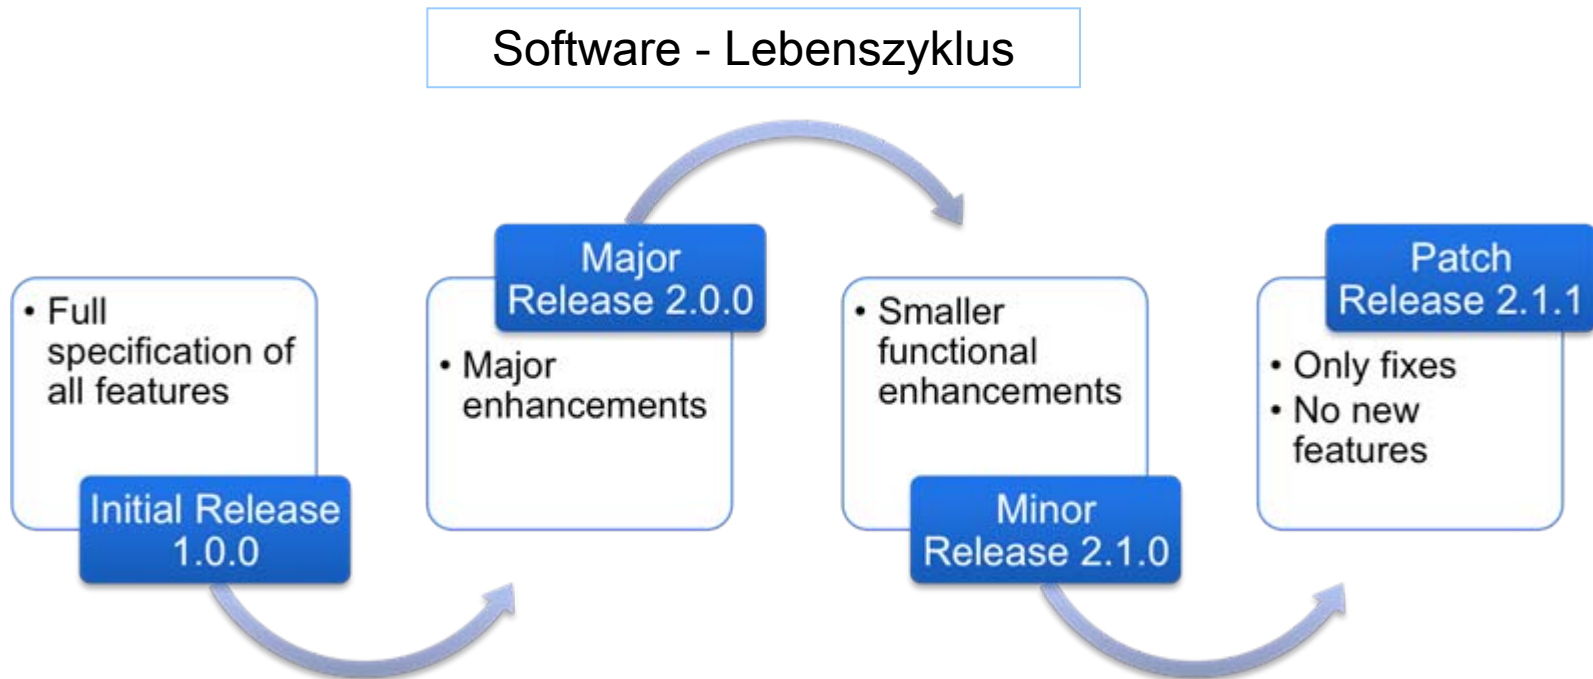 Software - Lebenszyklus
• Full
specification of
all features
Initial Release
1.0.0
Major
Release 2.0.0
• Major
enhancements
• Smaller
functional
enhancements
Minor
Release 2.1.0
Patch
Release 2.1.1
• Only fixes
• No new
features